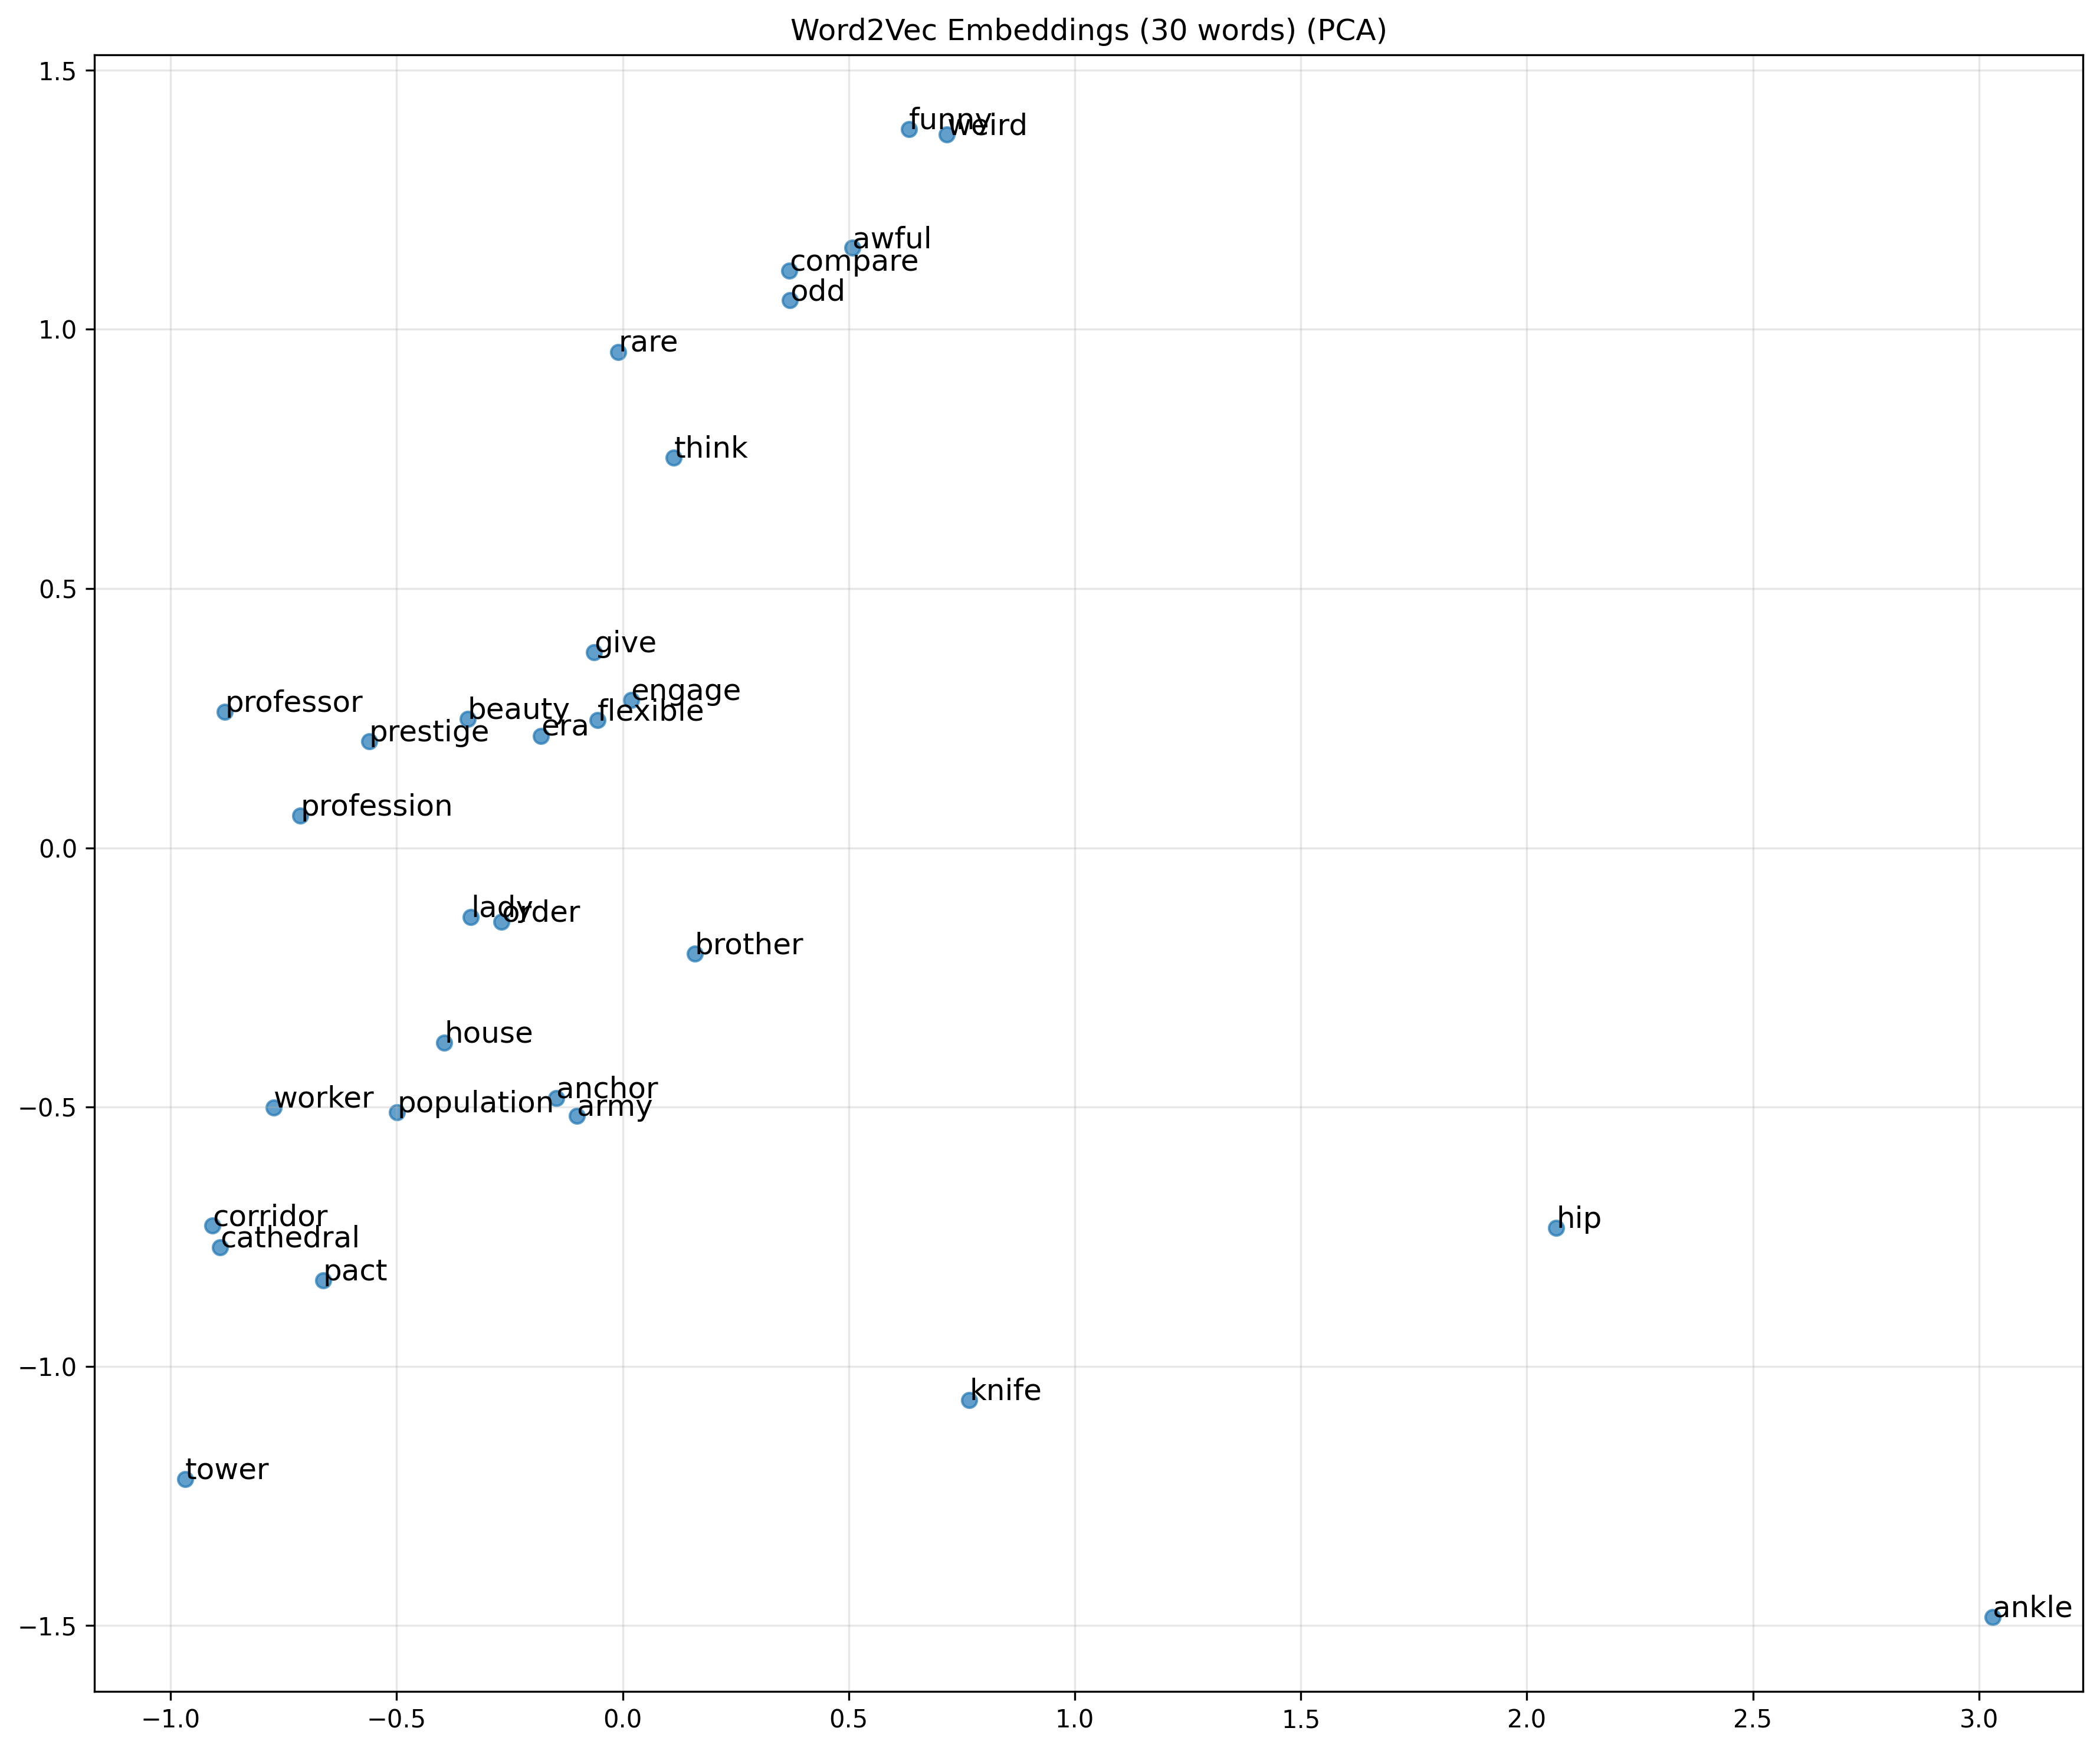 Word2Vec Embeddings (30 words) (PCA)
1.5
funny
weird
awful
compare
odd
1.0
rare
think
0.5
give
engage
professor
beauty
flexible
era
prestige
profession
0.0
lady
order
brother
house
anchor
worker
population
army
−0.5
corridor
hip
cathedral
pact
−1.0
knife
tower
ankle
−1.5
−1.0
−0.5
0.0
0.5
1.0
1.5
2.0
2.5
3.0